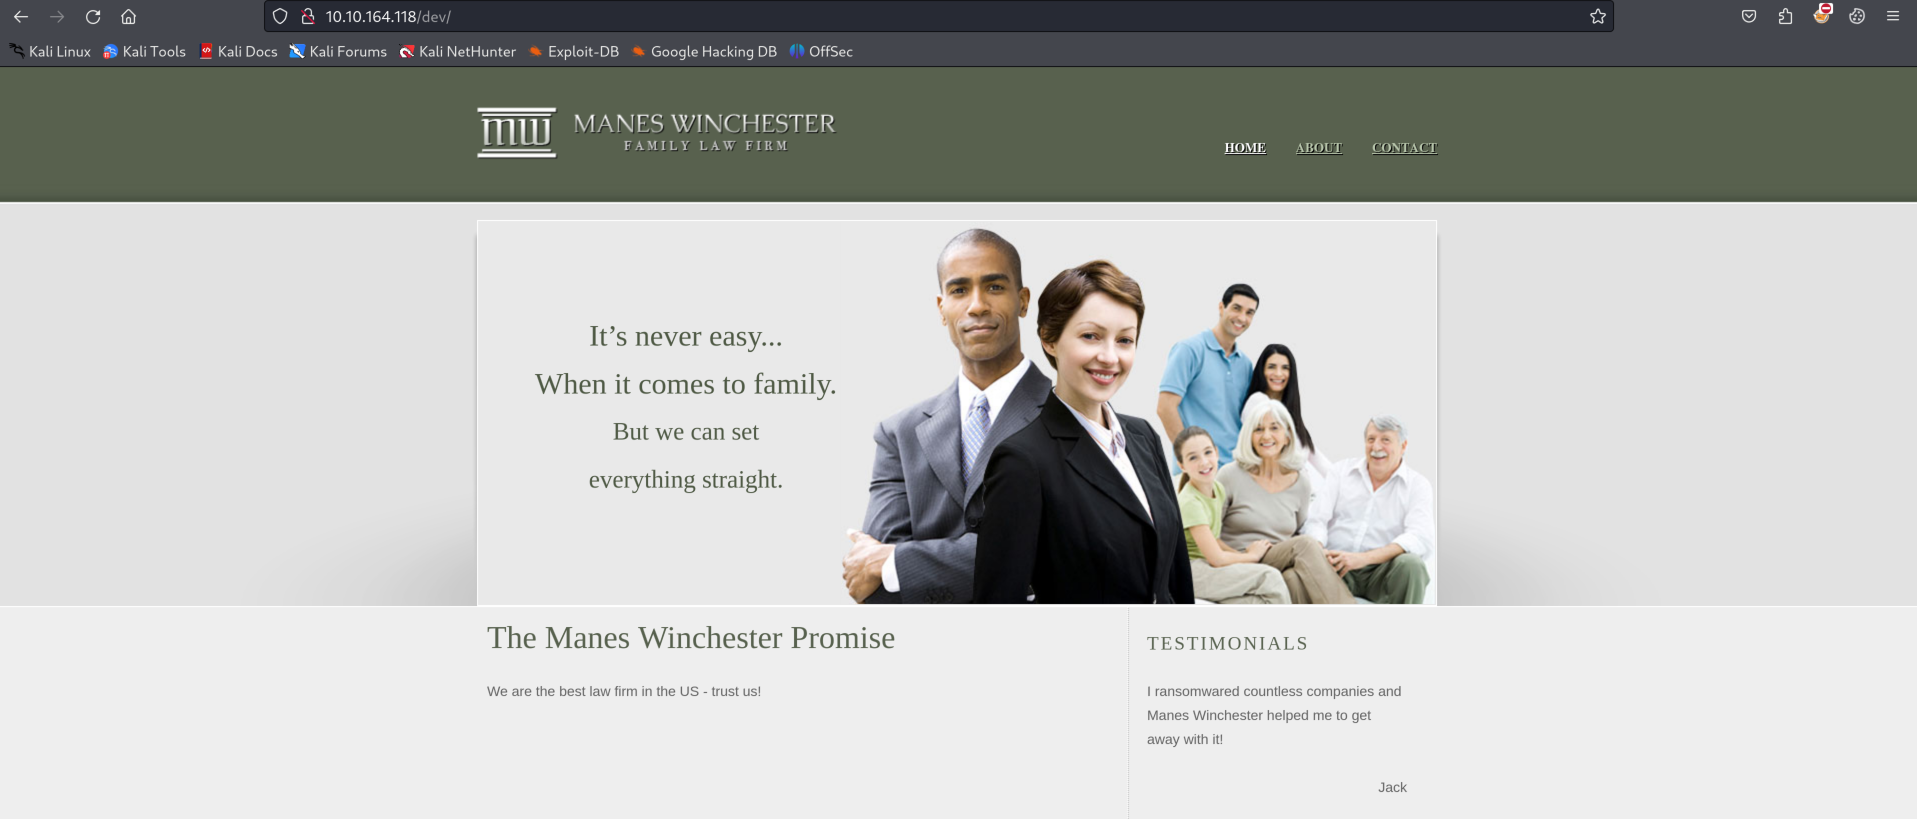 10.10.164.118/dev/
Kali Linux Kali Tools Kali Docs Kali Forums Kali NetHunter Exploit-DB Google Hacking DB OffSec
mw MANES WINCHESTER
FAMILY LAW FIRM
HOME ABOUT CONTACT
It’s never easy...
When it comes to family.
But we can set
everything straight.
The Manes Winchester Promise
We are the best law firm in the US - trust us!
TESTIMONIALS
I ransomwared countless companies and
Manes Winchester helped me to get
away with it!
Jack